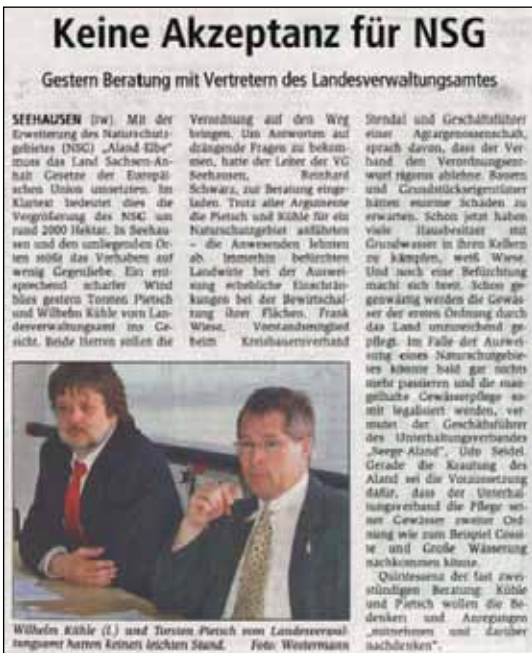 Keine Akzeptanz für NSG
Gestern Beratung mit Vertretern des Landesverwaltungsamtes
SEEHAUSEN (rw). Mit der
Erweiterung des Naturschutz-
gebietes (NSG) „Aland-Elbe“
muss das Land Sachsen-An-
halt Gesetze der Europäi-
schen Union umsetzen. Im
Klartext bedeutet dies die
Vergrößerung des NSG um
rund 2000 Hektar. In Seehau-
sen und den umliegenden Or-
ten stößt das Vorhaben auf
wenig Gegenliebe. Ein ent-
sprechend scharfer Wind
blies gestern Torsten Pietsch
und Wilhelm Kühle vom Lan-
desverwaltungsamt ins Ge-
sicht. Beide Herren sollen die
Verordnung auf den Weg
bringen. Um Antworten auf
drängende Fragen zu bekom-
men, hatte der Leiter der VG
Seehausen, Reinhard
Schwarz, zur Beratung einge-
laden. Trotz aller Argumente
die Pietsch und Kühle für ein
Naturschutzgebiet anführten
– die Anwesenden lehnten
ab. Immerhin befürchten
Landwirte bei der Auswei-
sung erhebliche Einschrän-
kungen bei der Bewirtschaf-
tung ihrer Flächen. Frank
Wiese, Vorstandsmitglied
beim Kreisbauernverband
Stendal und Geschäftsführer
einer Agrargenossenschaft,
sprach davon, dass der Ver-
band den Verordnungsent-
wurf rigoros ablehne. Bauern
und Grundstückseigentümer
hätten enorme Schäden zu
erwarten. Schon jetzt haben
viele Hausbesitzer mit
Grundwasser in ihren Kellern
zu kämpfen, weiß Wiese.
Und noch eine Befürchtung
macht sich breit. Schon ge-
genwärtig werden die Gewäs-
ser der ersten Ordnung durch
das Land unzureichend ge-
pflegt. Im Falle der Auswei-
sung eines Naturschutzgebie-
tes könnte bald gar nichts
mehr passieren und die man-
gelhafte Gewässerpflege so-
mit legalisiert werden, ver-
mutet der Geschäftsführer
des Unterhaltungsverbandes
„Seege-Aland“, Udo Seidel.
Gerade die Krautung des
Aland sei die Voraussetzung
dafür, dass der Unterhal-
tungsverband die Pflege sei-
ner Gewässer zweiter Ord-
nung wie zum Beispiel Cossi-
te und Große Wässerung
nachkommen könne.
Quintessenz der fast zwei-
stündigen Beratung: Kühle
und Pietsch wollen die Be-
denken und Anregungen
„mitnehmen und darüber
nachdenken“.
Wilhelm Kühle (l.) und Torsten Pietsch vom Landesverwal-
tungsamt hatten keinen leichten Stand. Foto: Westermann